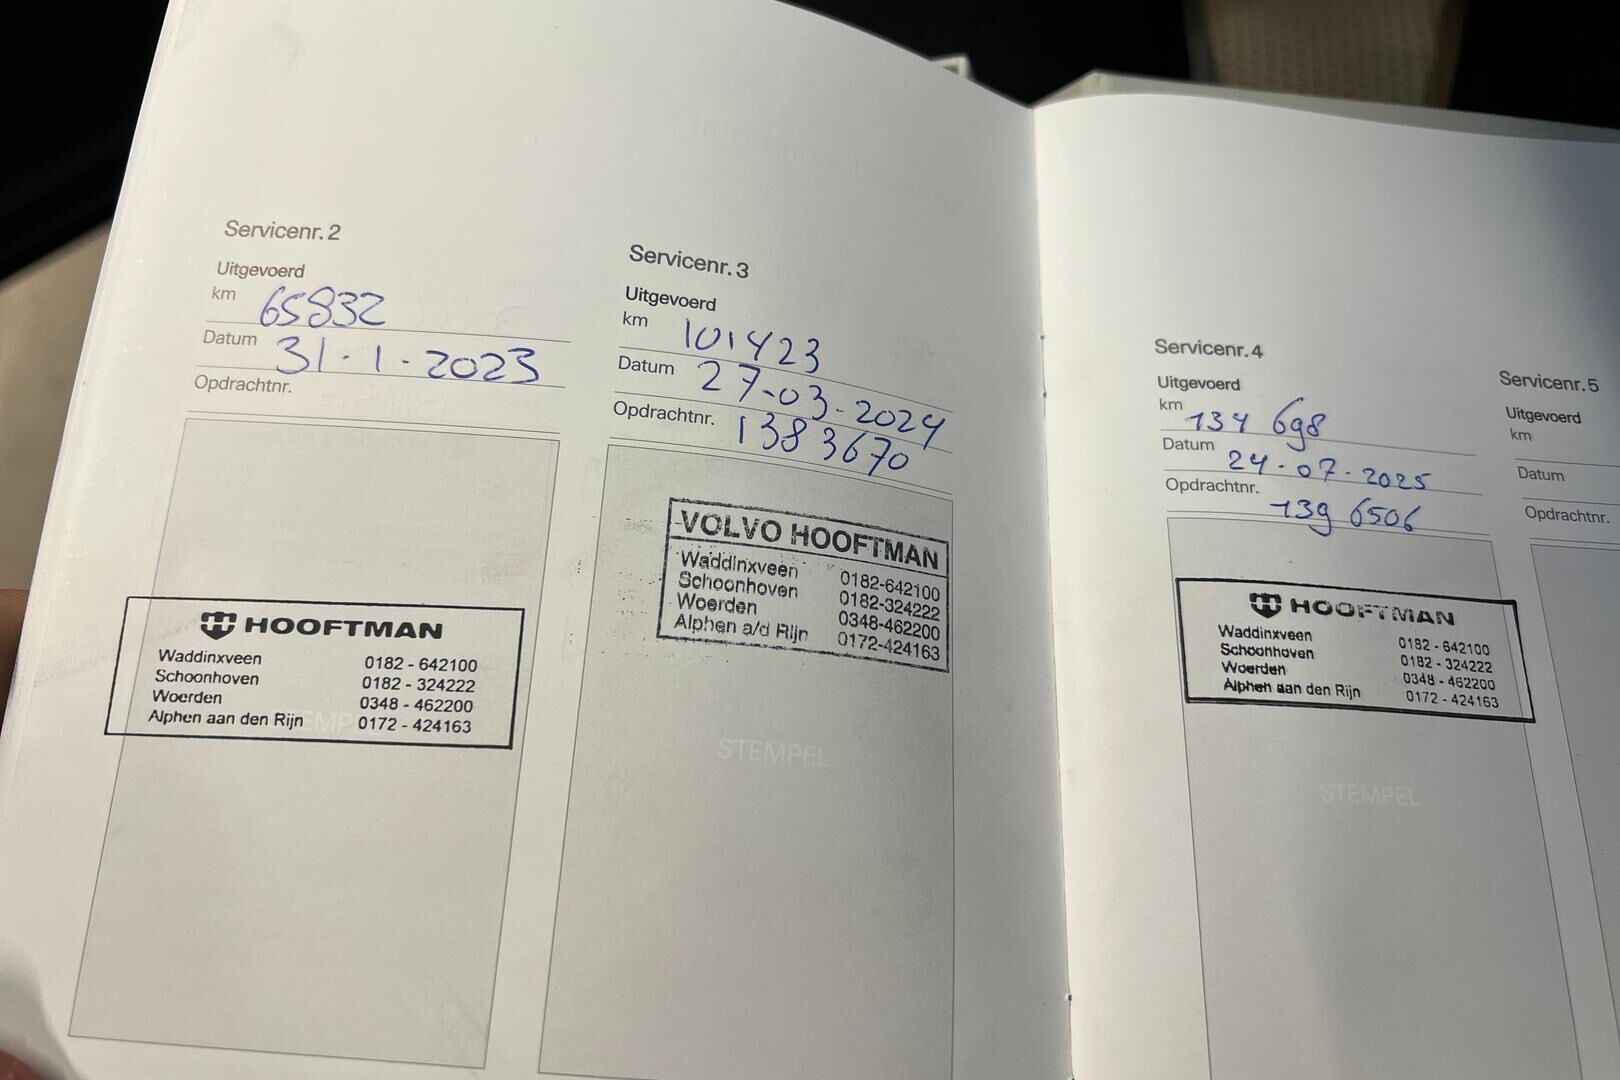 Servicenr. 2
Uitgevoerd
km 65832
Datum 31-1-2023
Opdrachtnr.
HOOFTMAN
Waddinxveen 0182 - 642100
Schoonhoven 0182 - 324222
Woerden 0348 - 462200
Alphen aan den Rijn 0172 - 424163
STEMPEL
Servicenr. 3
Uitgevoerd
km 101423
Datum 27-03-2024
Opdrachtnr. 1383670
VOLVO HOOFTMAN
Waddinxveen 0182-642100
Schoonhoven 0182-324222
Woerden 0348-462200
Alphen a/d Rijn 0172-424163
STEMPEL
Servicenr. 4
Uitgevoerd
km 134 698
Datum 24-07-2025
Opdrachtnr. 139 6506
HOOFTMAN
Waddinxveen 0182 - 642100
Schoonhoven 0182 - 324222
Woerden 0348 - 462200
Alphen aan den Rijn 0172 - 424163
STEMPEL
Servicenr. 5
Uitgevoerd
km
Datum
Opdrachtnr.